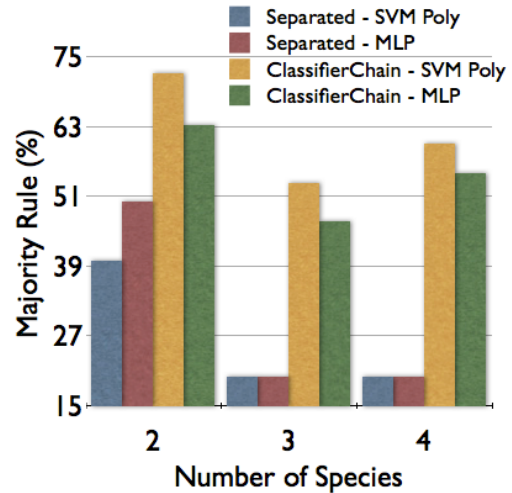 Separated - SVM Poly
Separated - MLP
ClassifierChain - SVM Poly
ClassifierChain - MLP
75
63
51
39
27
15
Majority Rule (%)
2 3 4
Number of Species